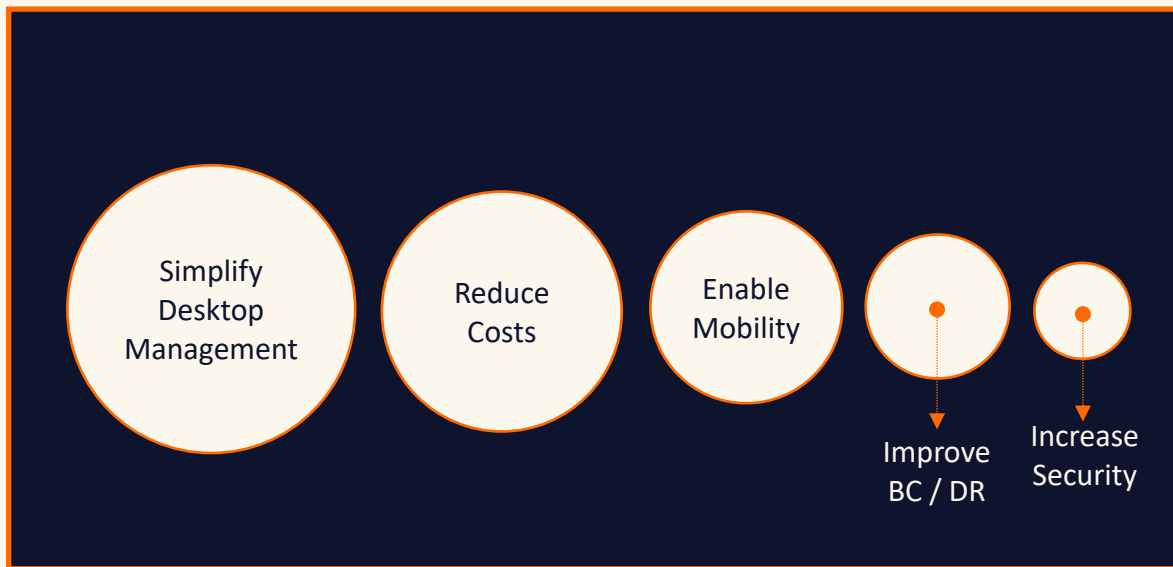 Simplify
Desktop
Management
Reduce
Costs
Enable
Mobility
Improve
BC / DR
Increase
Security